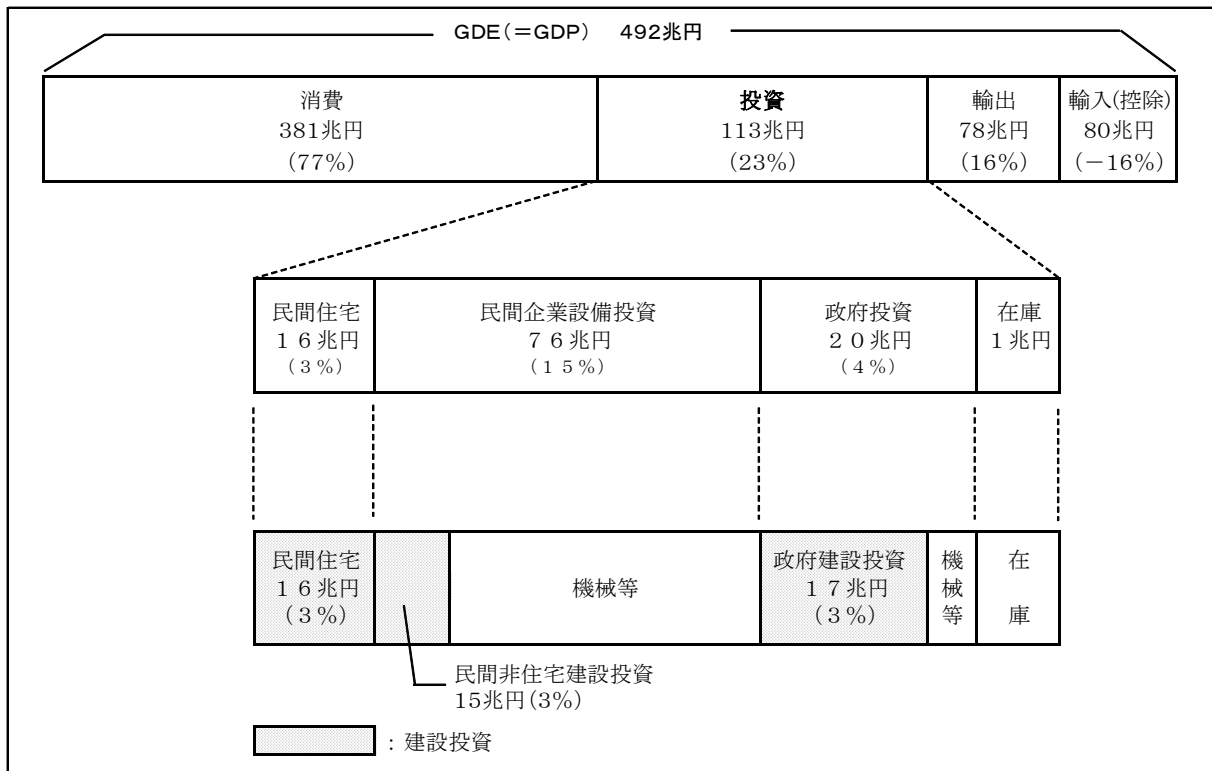 GDE(＝GDP)　492兆円
消費
381兆円
(77%)
投資
113兆円
(23%)
輸出
78兆円
(16%)
輸入(控除)
80兆円
(－16%)
民間住宅
１６兆円
（３％）
民間企業設備投資
７６兆円
（１５％）
政府投資
２０兆円
（４％）
在庫
１兆円
民間住宅
１６兆円
（３％）
機械等
政府建設投資
１７兆円
（３％）
機
械
等
在
庫
民間非住宅建設投資
15兆円(3%)
：建設投資